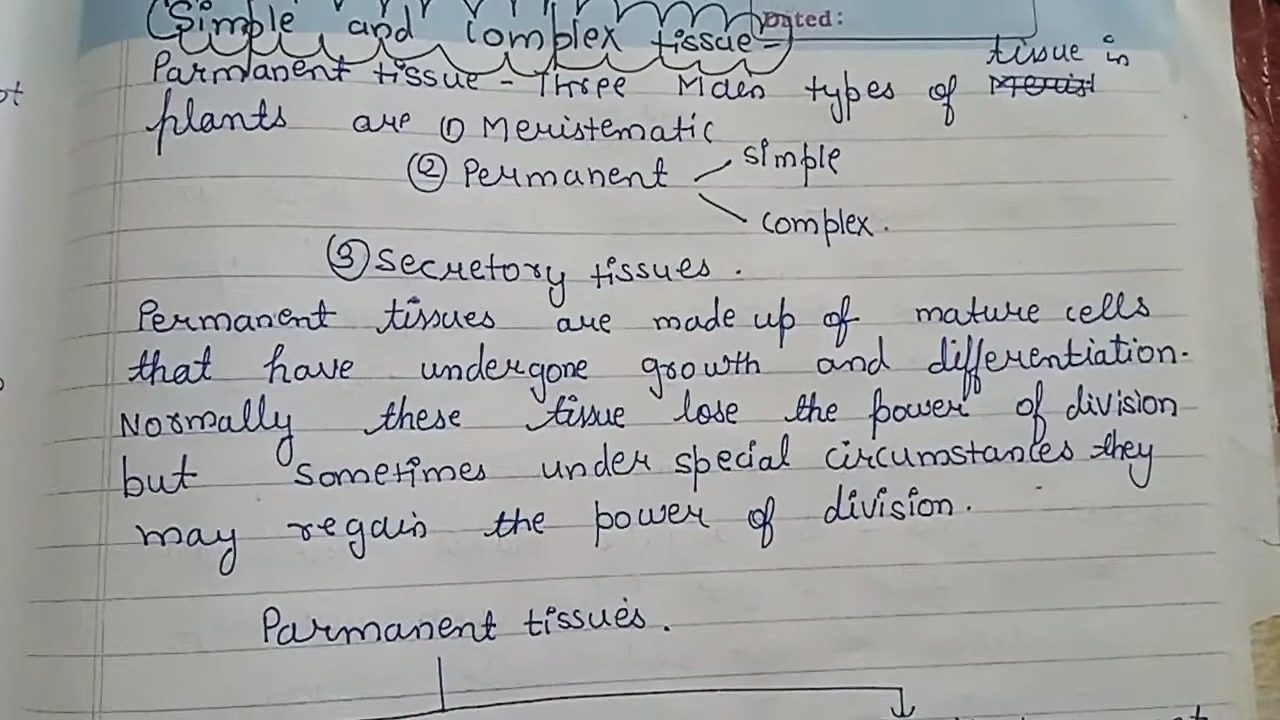 Dated:
(Simple and complex tissue-)
tissue in
Parmanent tissue - Three Main types of
plants are ① Meristematic
② Permanent simple
complex.
③ Secretory tissues.
Permanent tissues are made up of mature cells
that have undergone growth and differentiation.
Normally these tissue lose the power of division
but sometimes under special circumstances they
may regain the power of division.
Parmanent tissues.